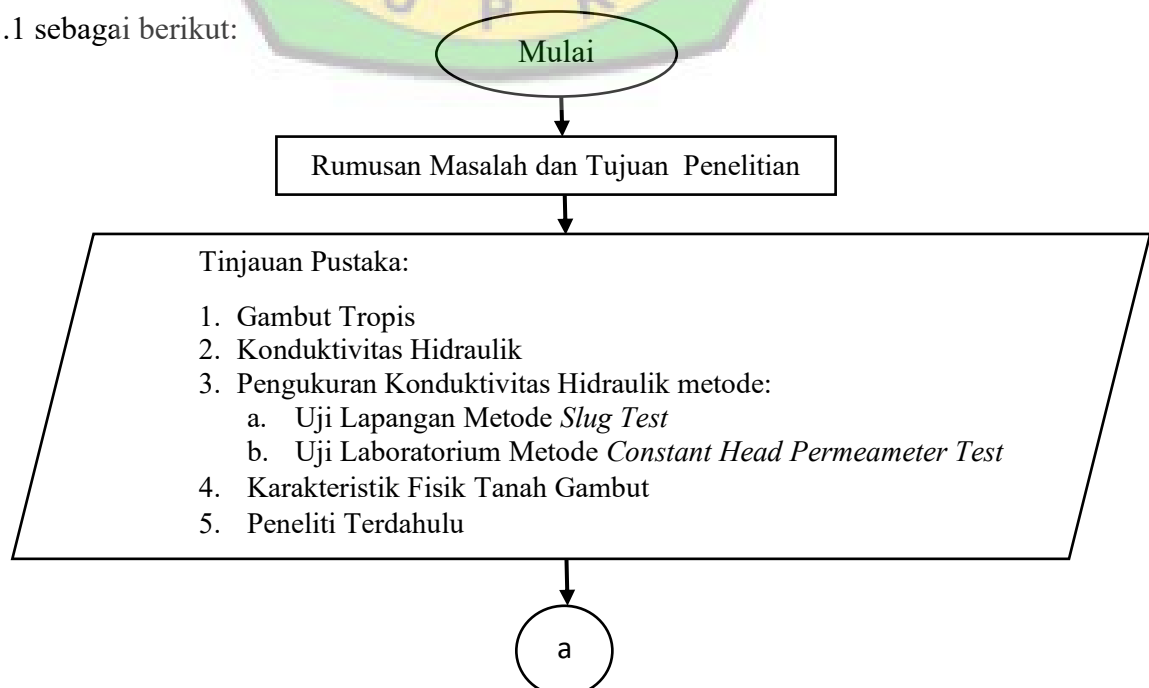 .1 sebagai berikut:
U P R
Mulai
Rumusan Masalah dan Tujuan Penelitian
Tinjauan Pustaka:
1. Gambut Tropis
2. Konduktivitas Hidraulik
3. Pengukuran Konduktivitas Hidraulik metode:
a. Uji Lapangan Metode Slug Test
b. Uji Laboratorium Metode Constant Head Permeameter Test
4. Karakteristik Fisik Tanah Gambut
5. Peneliti Terdahulu
a